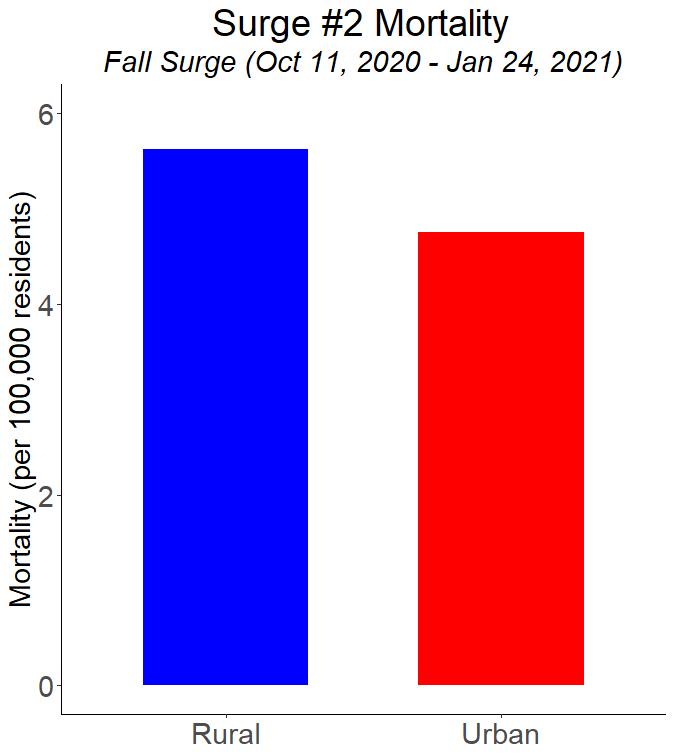 Surge #2 Mortality
Fall Surge (Oct 11, 2020 - Jan 24, 2021)
Mortality (per 100,000 residents)
6
4
2
0
Rural
Urban